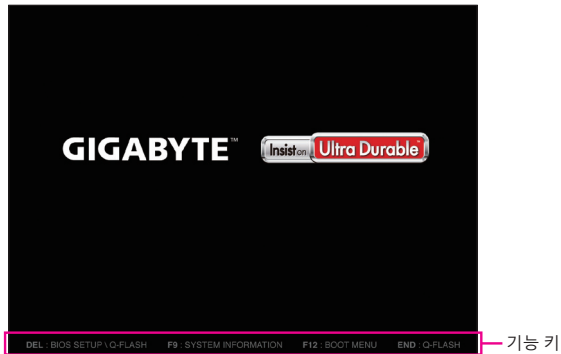 GIGABYTE™ Insist on Ultra Durable™
DEL : BIOS SETUP \ Q-FLASH F9 : SYSTEM INFORMATION F12 : BOOT MENU END : Q-FLASH 기능 키